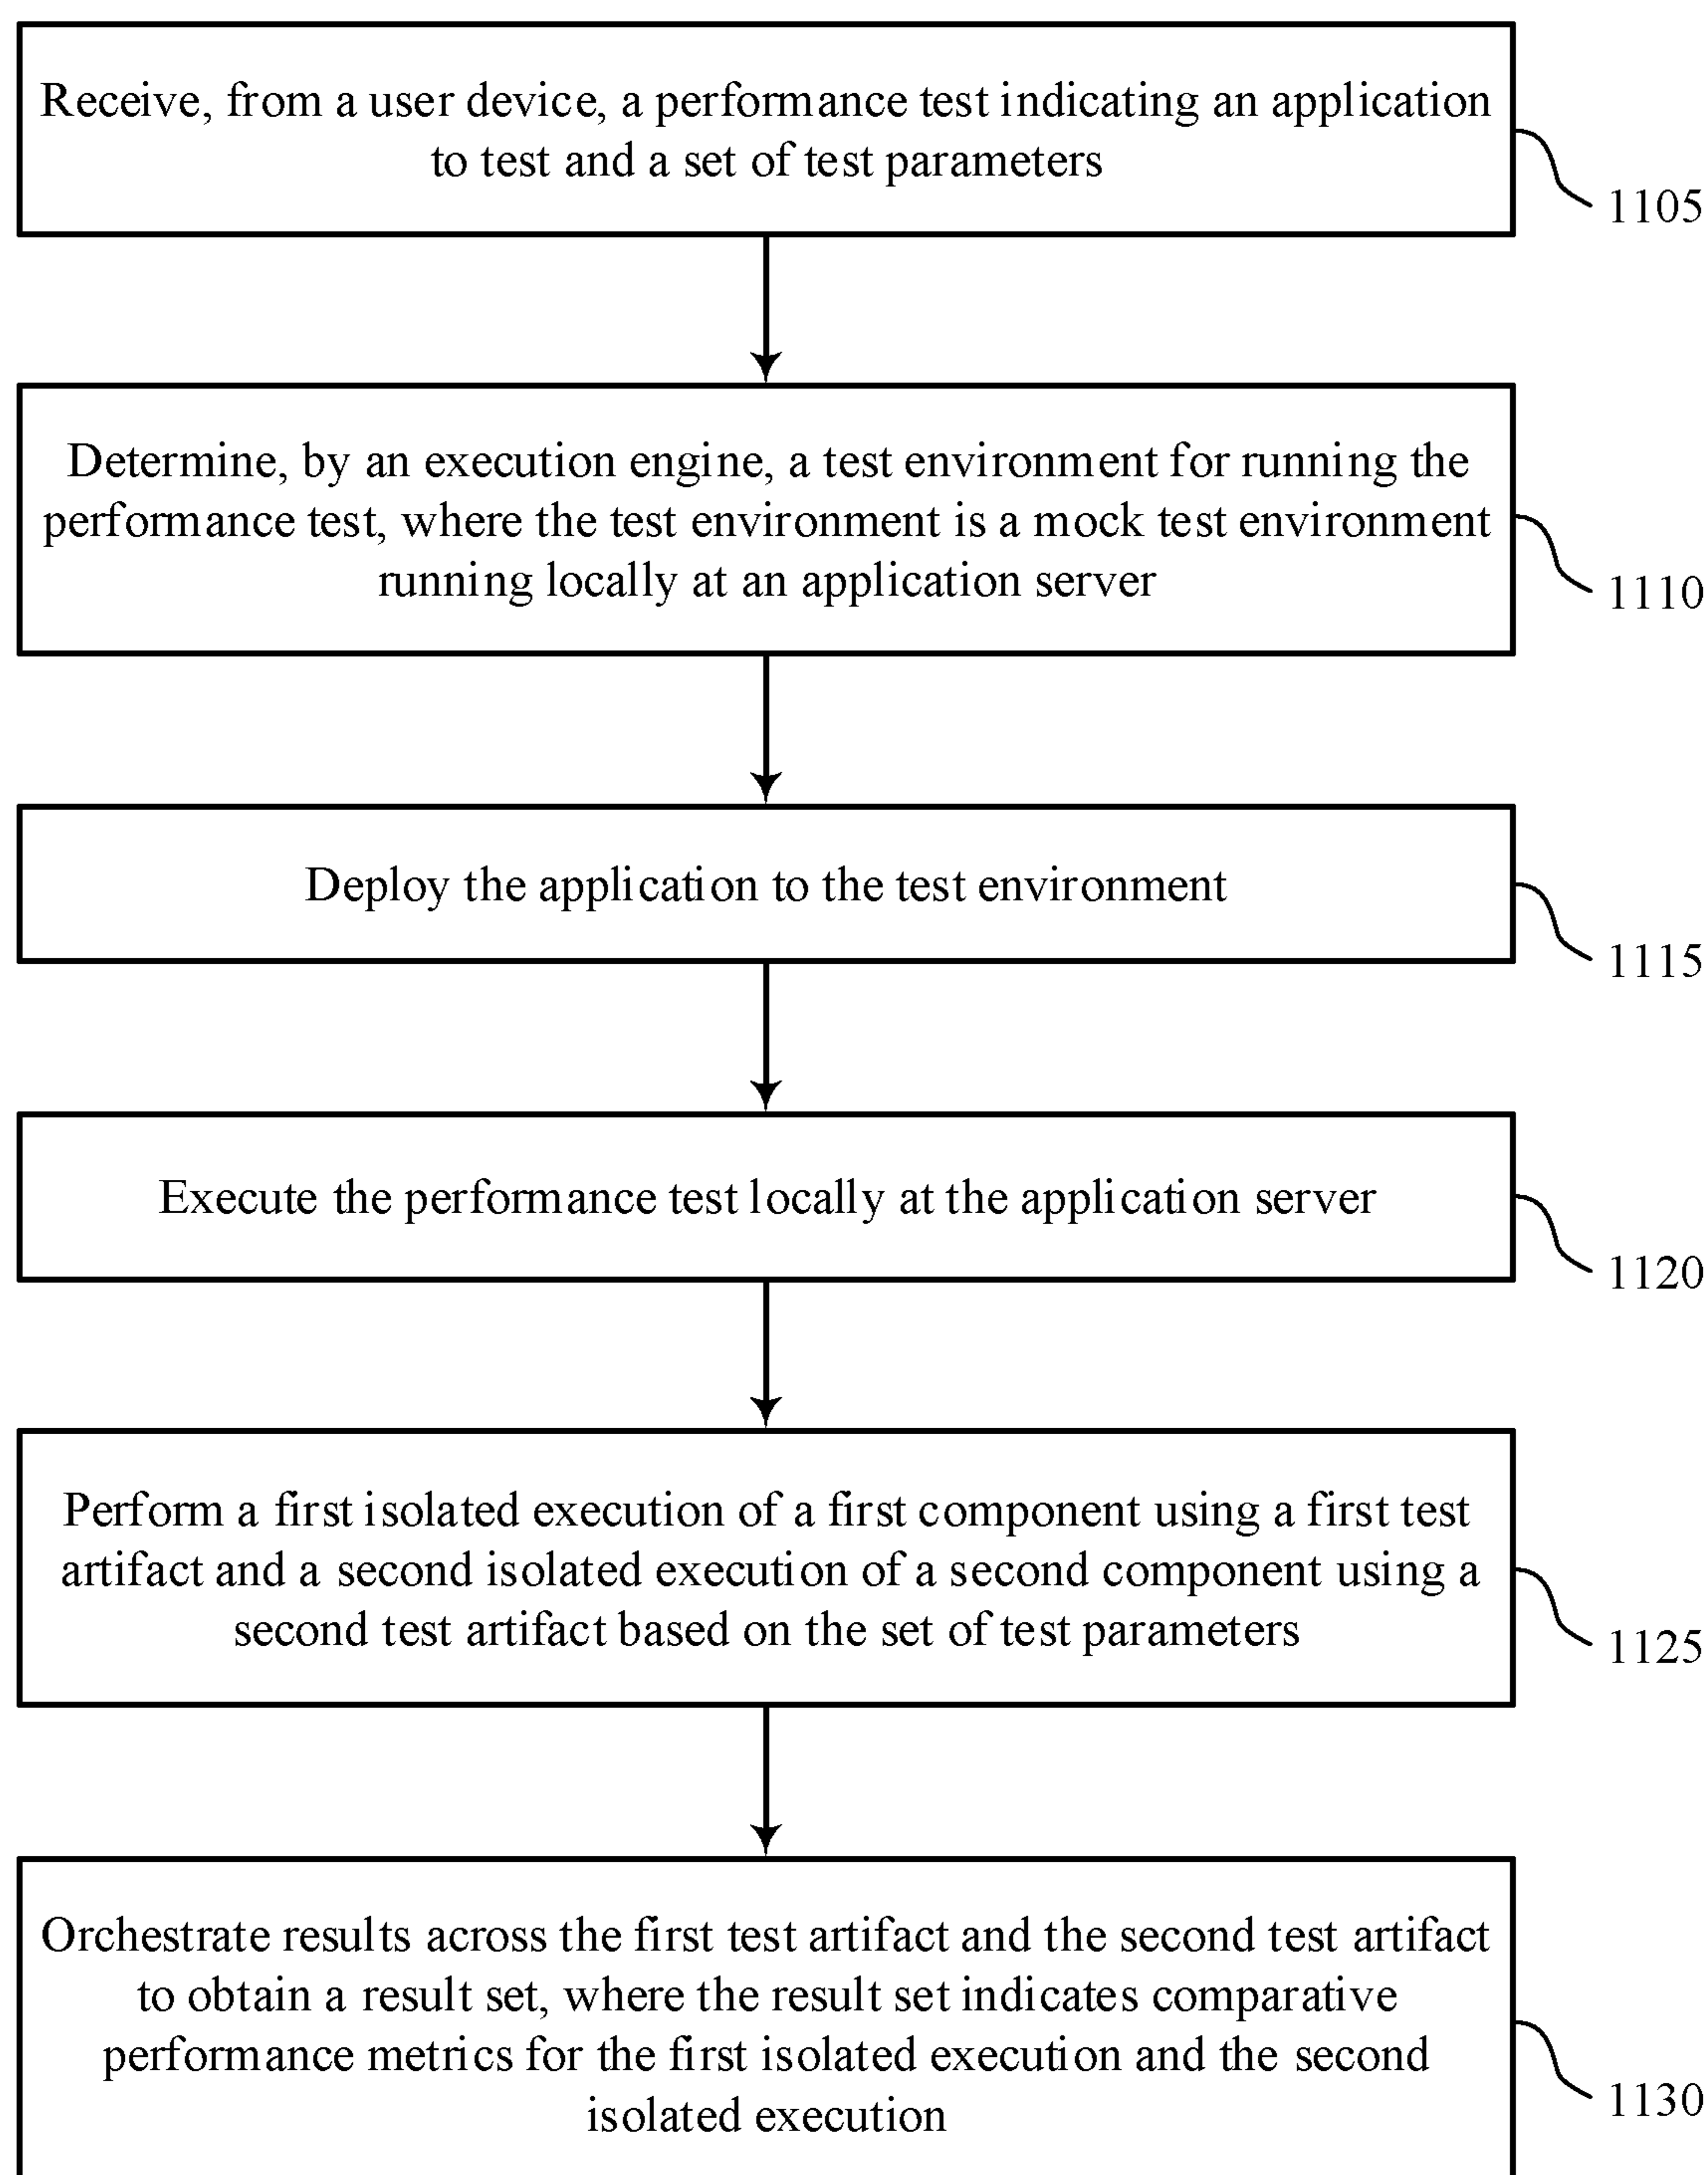 Receive, from a user device, a performance test indicating an application
to test and a set of test parameters
1105
Determine, by an execution engine, a test environment for running the
performance test, where the test environment is a mock test environment
running locally at an application server
1110
Deploy the application to the test environment
1115
Execute the performance test locally at the application server
1120
Perform a first isolated execution of a first component using a first test
artifact and a second isolated execution of a second component using a
second test artifact based on the set of test parameters
1125
Orchestrate results across the first test artifact and the second test artifact
to obtain a result set, where the result set indicates comparative
performance metrics for the first isolated execution and the second
isolated execution
1130